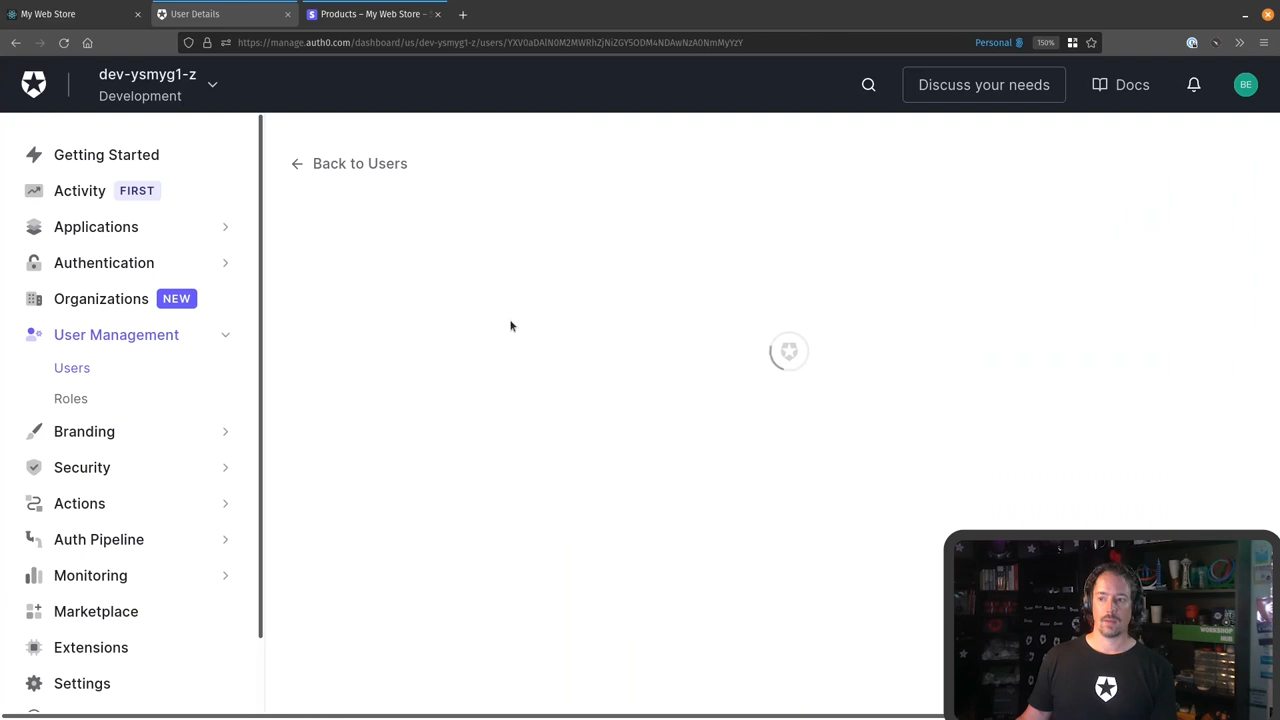 My Web Store
User Details
Products – My Web Store –
https://manage.auth0.com/dashboard/us/dev-ysmyg1-z/users/
Personal
150%
dev-ysmyg1-z
Development
Discuss your needs
Docs
BE
Getting Started
Activity FIRST
Applications
Authentication
Organizations NEW
User Management
Users
Roles
Branding
Security
Actions
Auth Pipeline
Monitoring
Marketplace
Extensions
Settings
Back to Users
WORKSHOP
HUB